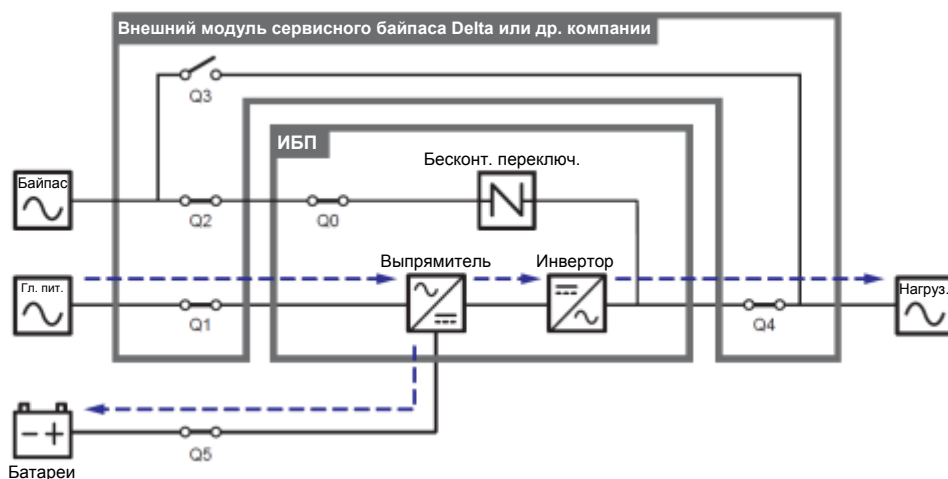 Внешний модуль сервисного байпаса Delta или др. компании
Q3
ИБП
Бесконт. переключ.
Байпас
Q2
Q0
Выпрямитель
Инвертор
Гл. пит.
Нагруз.
Q1
Q4
Q5
Батареи